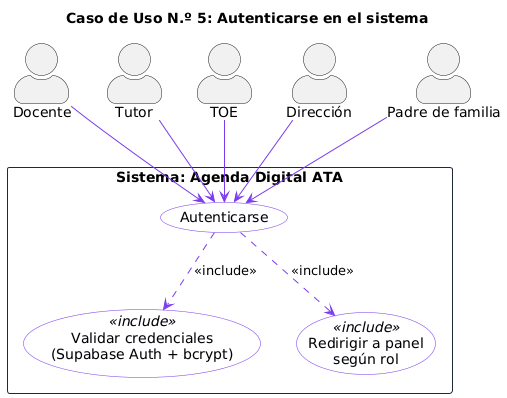 Caso de Uso N.º 5: Autenticarse en el sistema
Docente
Tutor
TOE
Dirección
Padre de familia
Sistema: Agenda Digital ATA
Autenticarse
«include»
«include»
«include»
Validar credenciales
(Supabase Auth + bcrypt)
«include»
Redirigir a panel
según rol